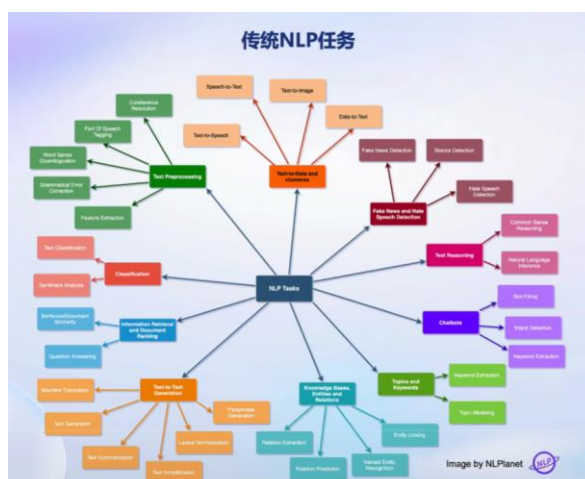 传统NLP任务
Speech-to-Text
Text-to-Image
Data-to-Text
Text-to-Speech
Text-to-Data and viceversa
Coreference
Resolution
Part Of Speech
Tagging
Word Sense
Disambiguation
Grammatical Error
Correction
Feature Extraction
Text Preprocessing
Fake News Detection
Stance Detection
Hate Speech
Detection
Fake News and Hate
Speech Detection
Common Sense
Reasoning
Natural Language
Inference
Text Reasoning
Text Classification
Sentiment Analysis
Classification
NLP Tasks
Slot Filling
Intent Detection
Keyword Extraction
Chatbots
Sentence/Document
Similarity
Question Answering
Information Retrieval
and Document
Ranking
Keyword Extraction
Topic Modeling
Topics and
Keywords
Machine Translation
Text Generation
Text Summarization
Text Simplification
Lexical Normalization
Paraphrase
Generation
Text-to-Text
Generation
Knowledge Bases,
Entities and
Relations
Relation Extraction
Relation Prediction
Named Entity
Recognition
Entity Linking
Image by NLPlanet
NLP